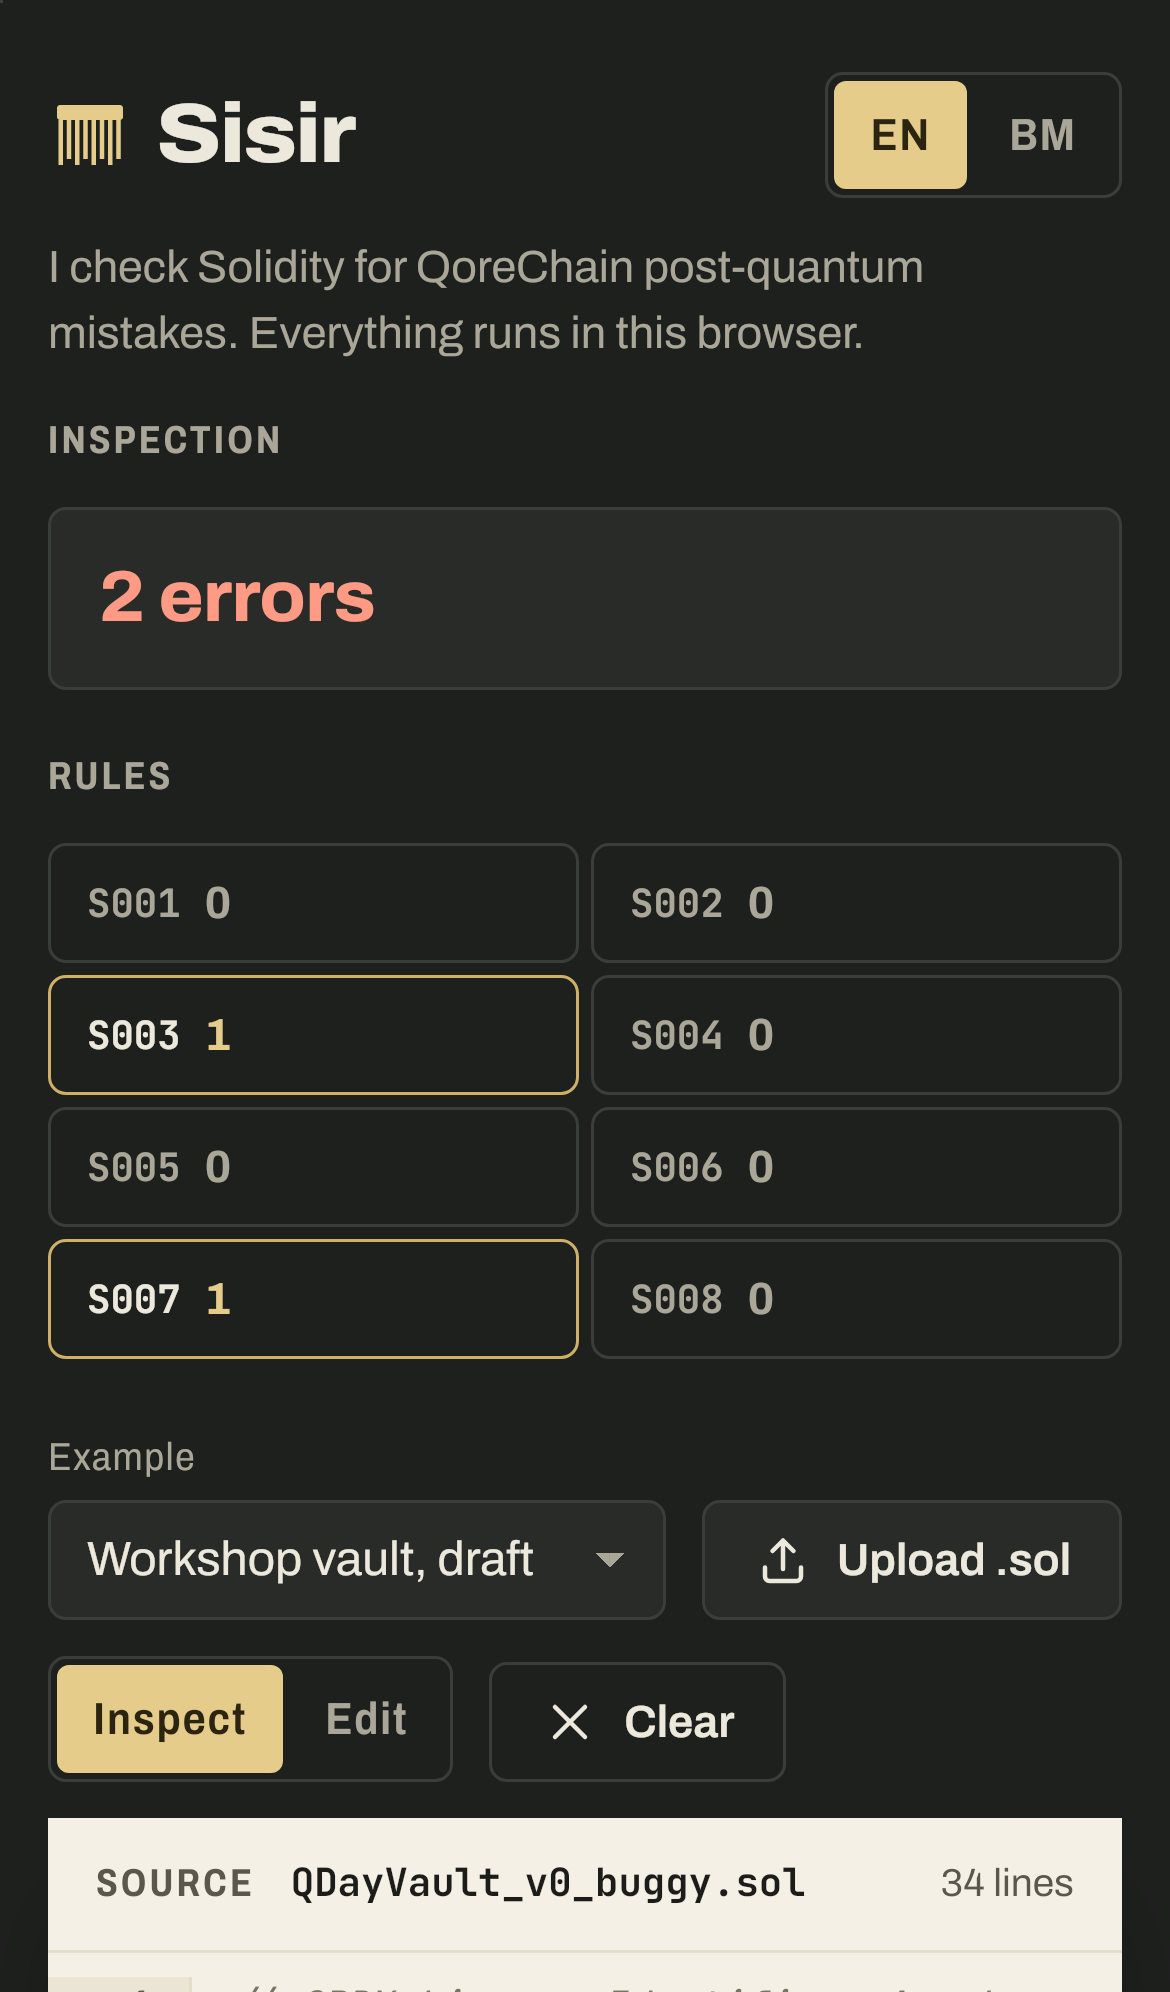 Sisir
EN BM
I check Solidity for QoreChain post-quantum
mistakes. Everything runs in this browser.
INSPECTION
2 errors
RULES
S001 0
S002 0
S003 1
S004 0
S005 0
S006 0
S007 1
S008 0
Example
Workshop vault, draft
Upload .sol
Inspect Edit
Clear
SOURCE QDayVault_v0_buggy.sol 34 lines